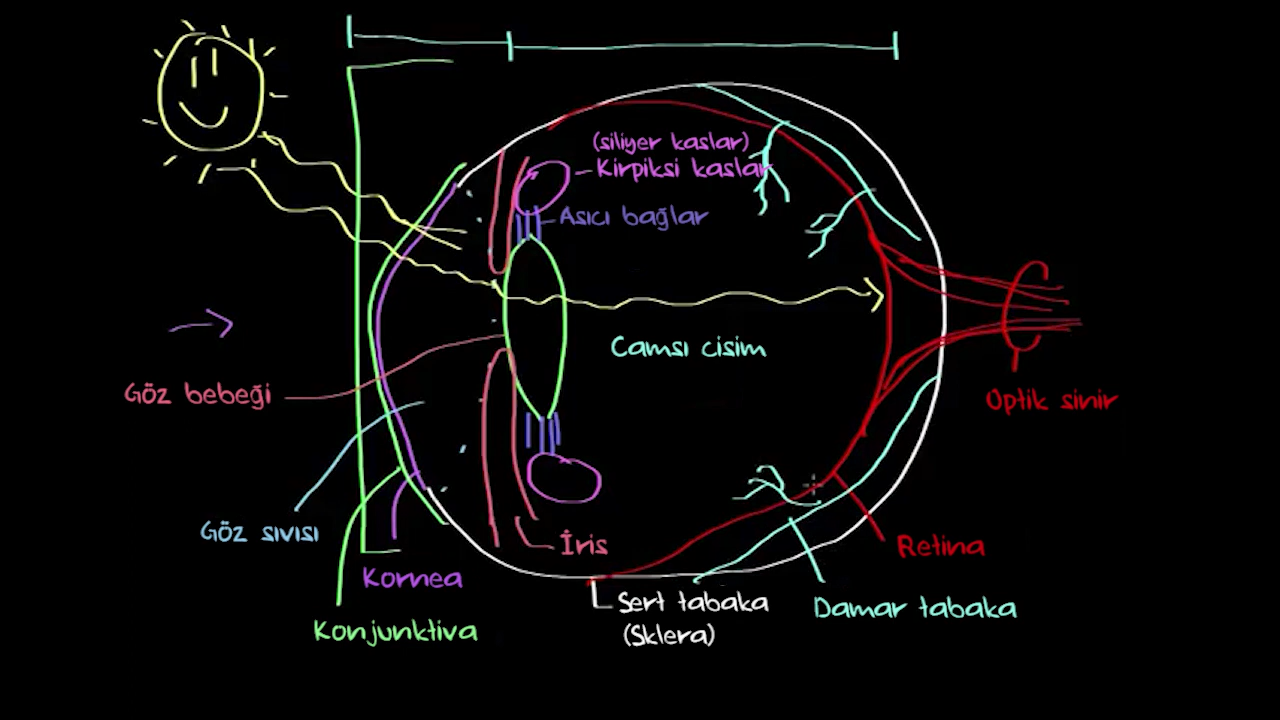 (siliyer kaslar)
Kirpiksi kaslar
Asıcı bağlar
Camsı cisim
Göz bebeği
Optik sinir
Göz sıvısı
İris
Retina
Kornea
Sert tabaka
(Sklera)
Damar tabaka
Konjunktiva